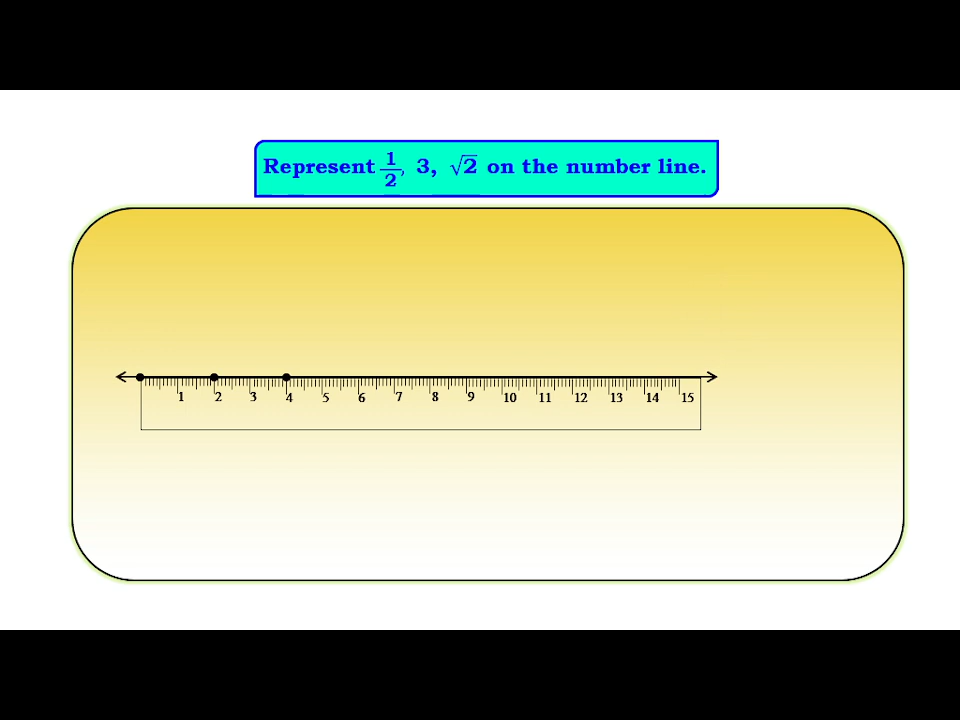 Represent 1/2, 3, √2 on the number line.
1 2 3 4 5 6 7 8 9 10 11 12 13 14 15